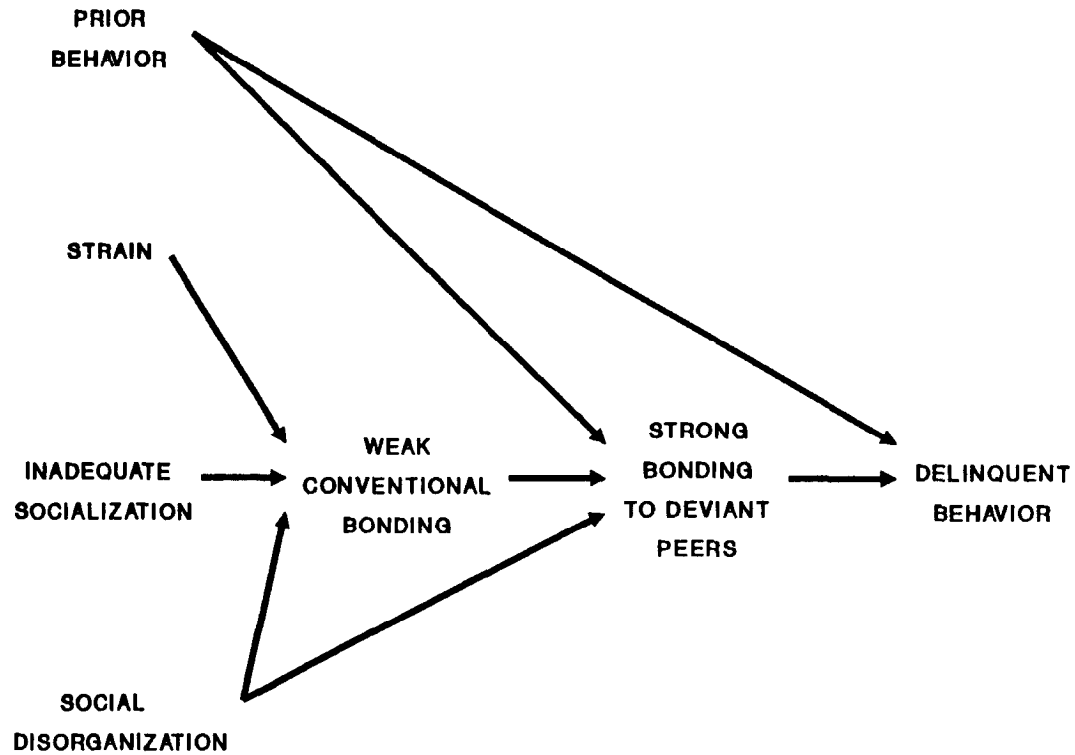 PRIOR
BEHAVIOR
STRAIN
INADEQUATE
SOCIALIZATION
WEAK
CONVENTIONAL
BONDING
STRONG
BONDING
TO DEVIANT
PEERS
DELINQUENT
BEHAVIOR
SOCIAL
DISORGANIZATION